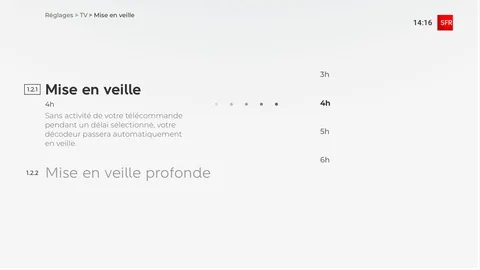 Réglages > TV > Mise en veille
14:16 SFR
1.2.1 Mise en veille
4h
Sans activité de votre télécommande
pendant un délai sélectionné, votre
décodeur passera automatiquement
en veille.
3h
4h
5h
6h
1.2.2 Mise en veille profonde